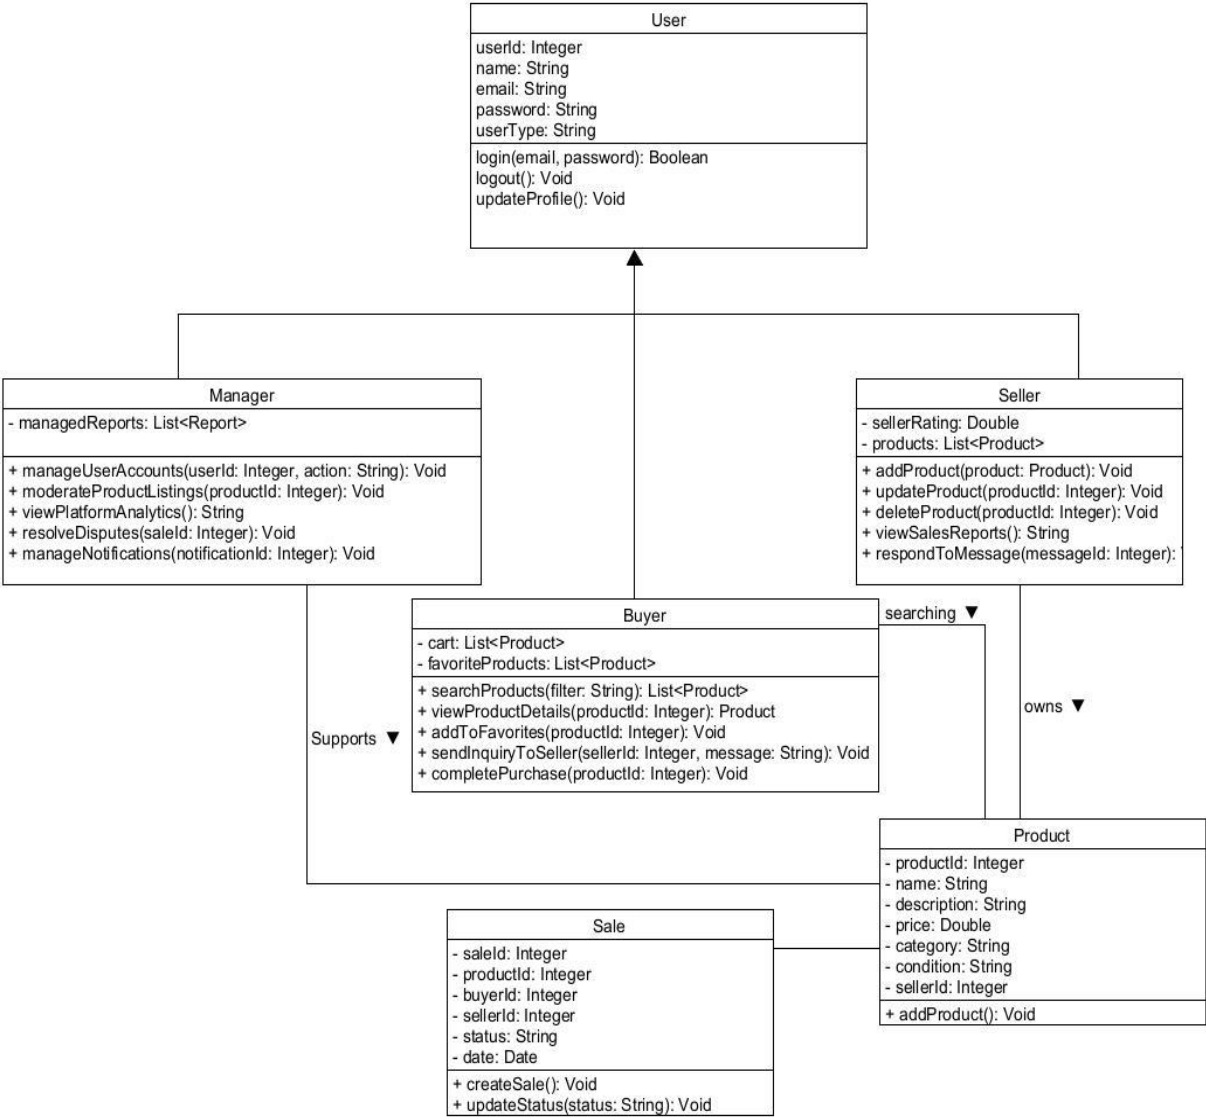 User
userId: Integer
name: String
email: String
password: String
userType: String
login(email, password): Boolean
logout(): Void
updateProfile(): Void
Manager
- managedReports: List<Report>
+ manageUserAccounts(userId: Integer, action: String): Void
+ moderateProductListings(productId: Integer): Void
+ viewPlatformAnalytics(): String
+ resolveDisputes(saleId: Integer): Void
+ manageNotifications(notificationId: Integer): Void
Seller
- sellerRating: Double
- products: List<Product>
+ addProduct(product: Product): Void
+ updateProduct(productId: Integer): Void
+ deleteProduct(productId: Integer): Void
+ viewSalesReports(): String
+ respondToMessage(messageId: Integer):
Buyer
- cart: List<Product>
- favoriteProducts: List<Product>
+ searchProducts(filter: String): List<Product>
+ viewProductDetails(productId: Integer): Product
+ addToFavorites(productId: Integer): Void
+ sendInquiryToSeller(sellerId: Integer, message: String): Void
+ completePurchase(productId: Integer): Void
searching ▼
owns ▼
Supports ▼
Product
- productId: Integer
- name: String
- description: String
- price: Double
- category: String
- condition: String
- sellerId: Integer
+ addProduct(): Void
Sale
- saleId: Integer
- productId: Integer
- buyerId: Integer
- sellerId: Integer
- status: String
- date: Date
+ createSale(): Void
+ updateStatus(status: String): Void